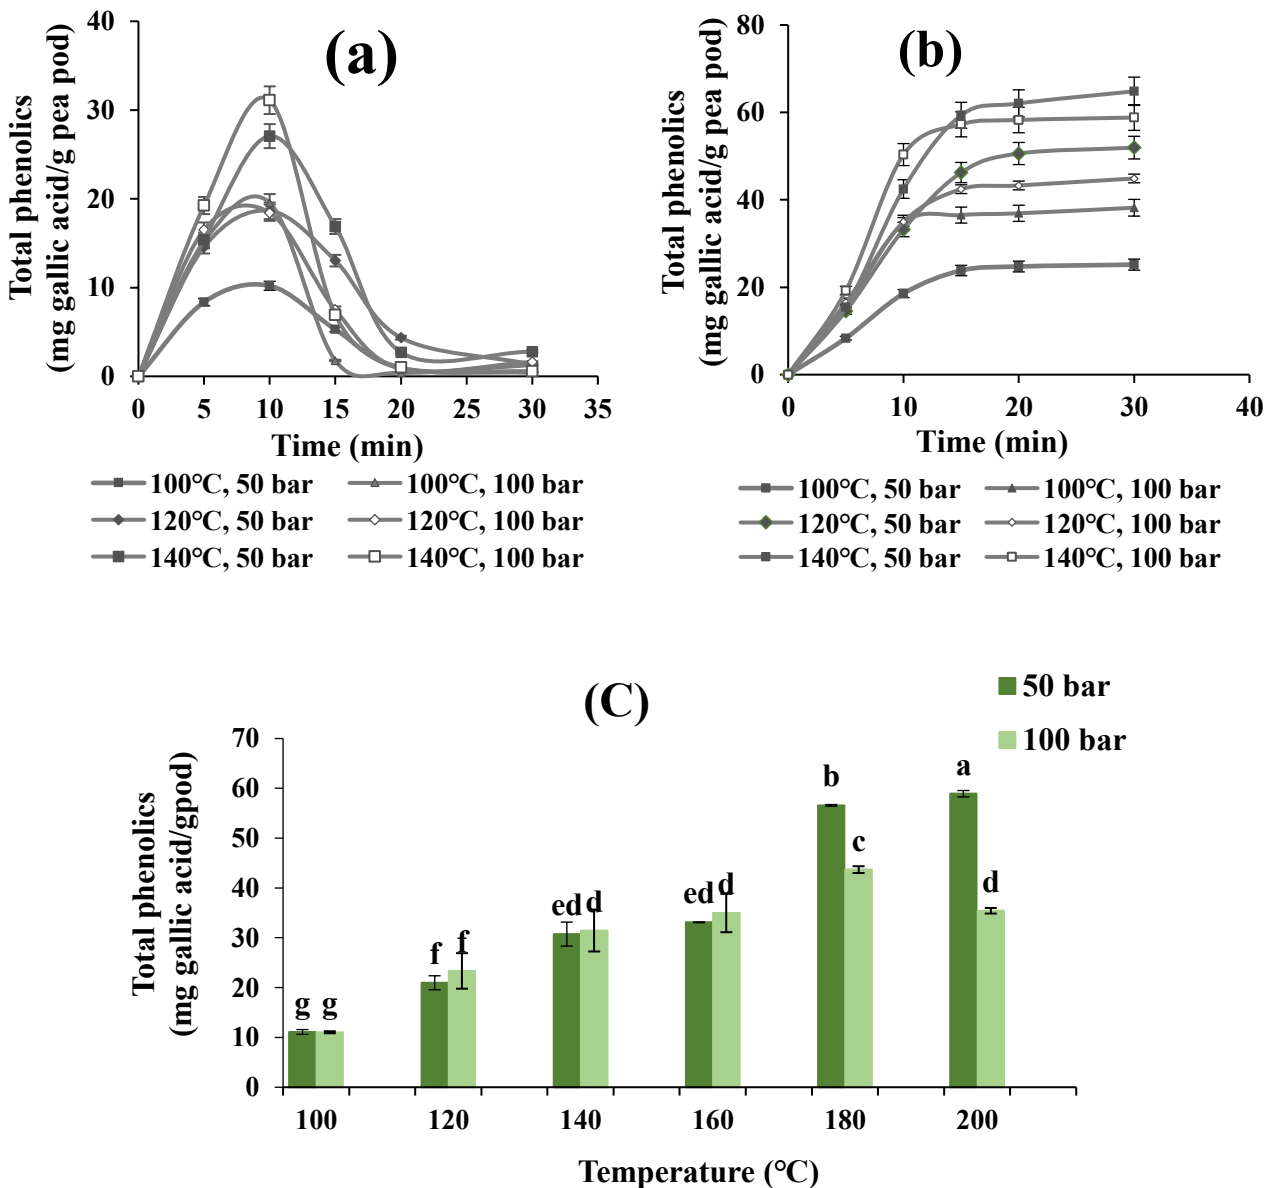 (a)
Total phenolics
(mg gallic acid/g pea pod)
40
30
20
10
0
0 5 10 15 20 25 30 35
Time (min)
100℃, 50 bar 100℃, 100 bar
120℃, 50 bar 120℃, 100 bar
140℃, 50 bar 140℃, 100 bar
(b)
Total phenolics
(mg gallic acid/g pea pod)
80
60
40
20
0
0 10 20 30 40
Time (min)
100℃, 50 bar 100℃, 100 bar
120℃, 50 bar 120℃, 100 bar
140℃, 50 bar 140℃, 100 bar
(C)
50 bar
100 bar
Total phenolics
(mg gallic acid/gpod)
70
60
50
40
30
20
10
0
g g f f ed d ed d b c a d
100 120 140 160 180 200
Temperature (℃)